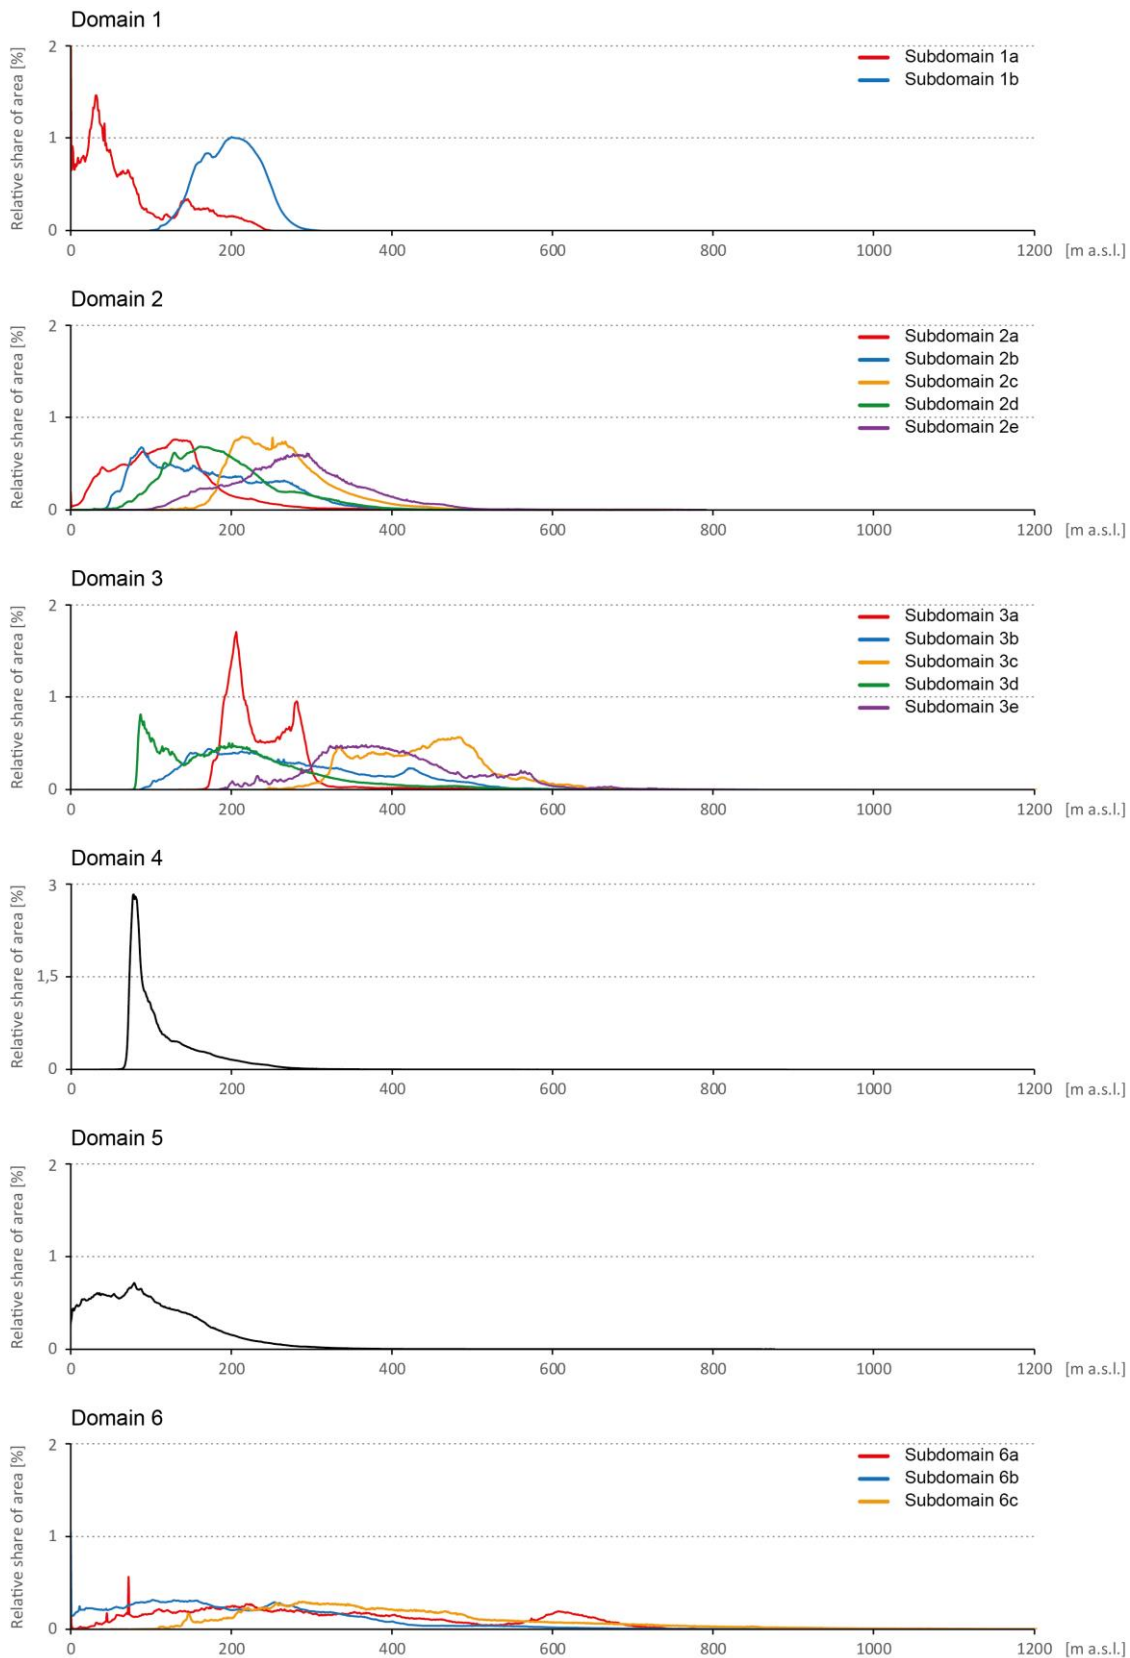 Domain 1
Relative share of area [%]
2
1
0
Subdomain 1a
Subdomain 1b
0 200 400 600 800 1000 1200 [m a.s.l.]
Domain 2
Relative share of area [%]
2
1
0
Subdomain 2a
Subdomain 2b
Subdomain 2c
Subdomain 2d
Subdomain 2e
0 200 400 600 800 1000 1200 [m a.s.l.]
Domain 3
Relative share of area [%]
2
1
0
Subdomain 3a
Subdomain 3b
Subdomain 3c
Subdomain 3d
Subdomain 3e
0 200 400 600 800 1000 1200 [m a.s.l.]
Domain 4
Relative share of area [%]
3
1,5
0
0 200 400 600 800 1000 1200 [m a.s.l.]
Domain 5
Relative share of area [%]
2
1
0
0 200 400 600 800 1000 1200 [m a.s.l.]
Domain 6
Relative share of area [%]
2
1
0
Subdomain 6a
Subdomain 6b
Subdomain 6c
0 200 400 600 800 1000 1200 [m a.s.l.]